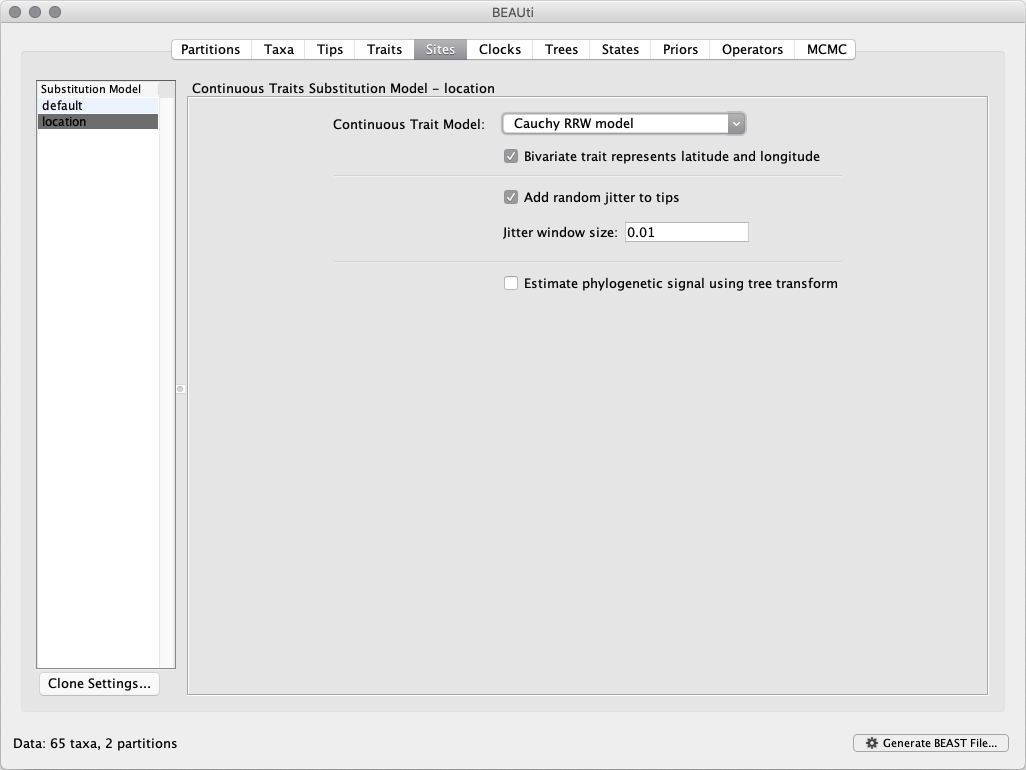 BEAUti
Partitions Taxa Tips Traits Sites Clocks Trees States Priors Operators MCMC
Substitution Model
default
location
Continuous Traits Substitution Model - location
Continuous Trait Model: Cauchy RRW model
Bivariate trait represents latitude and longitude
Add random jitter to tips
Jitter window size: 0.01
Estimate phylogenetic signal using tree transform
Clone Settings...
Data: 65 taxa, 2 partitions
Generate BEAST File...